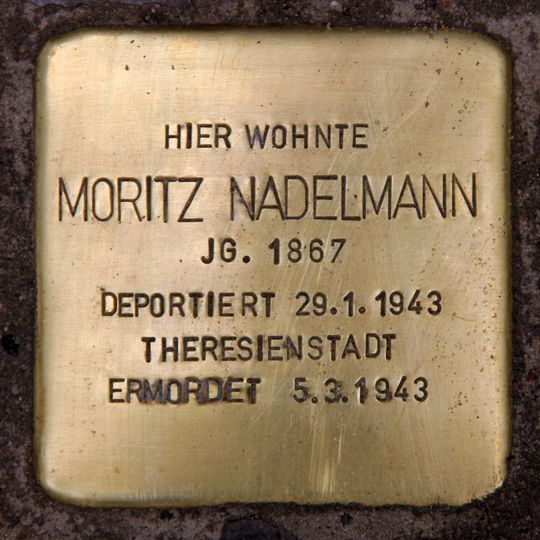 HIER WOHNTE
MORITZ NADELMANN
JG. 1867
DEPORTIERT 29.1.1943
THERESIENSTADT
ERMORDET 5.3.1943